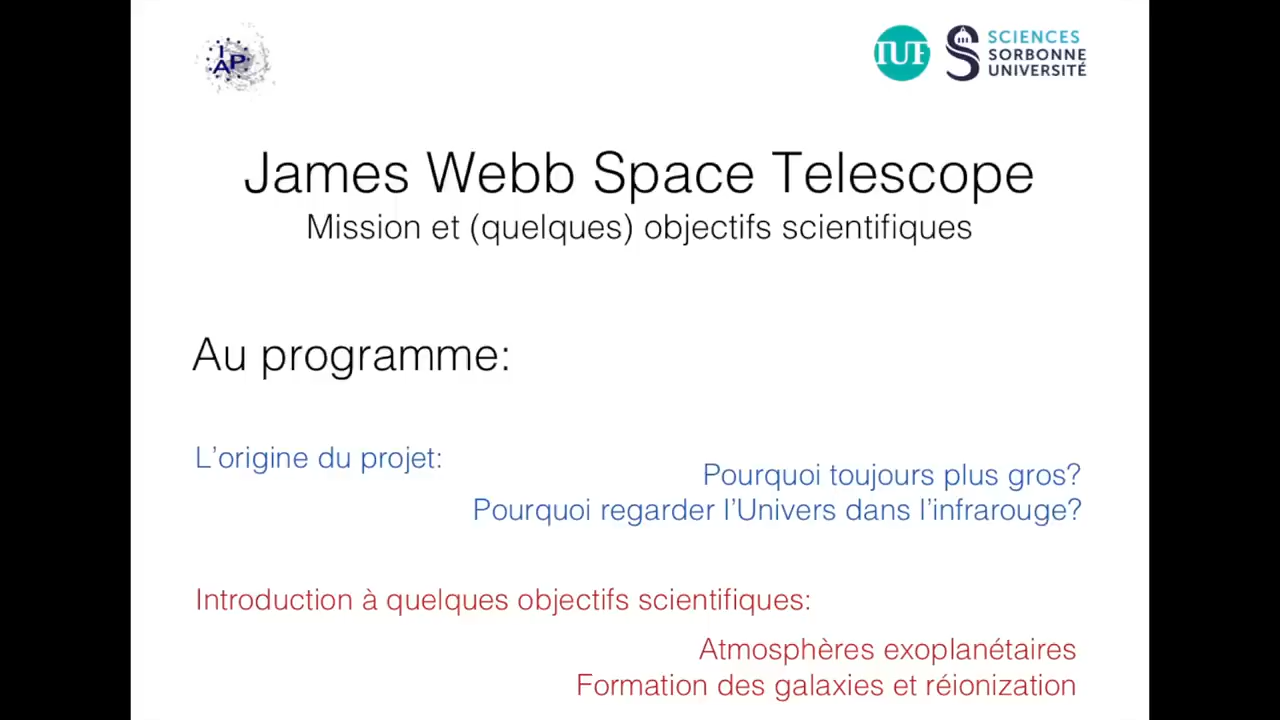 IAP
IUF
SCIENCES
SORBONNE
UNIVERSITÉ
James Webb Space Telescope
Mission et (quelques) objectifs scientifiques
Au programme:
L'origine du projet:
Pourquoi toujours plus gros?
Pourquoi regarder l'Univers dans l'infrarouge?
Introduction à quelques objectifs scientifiques:
Atmosphères exoplanétaires
Formation des galaxies et réionization